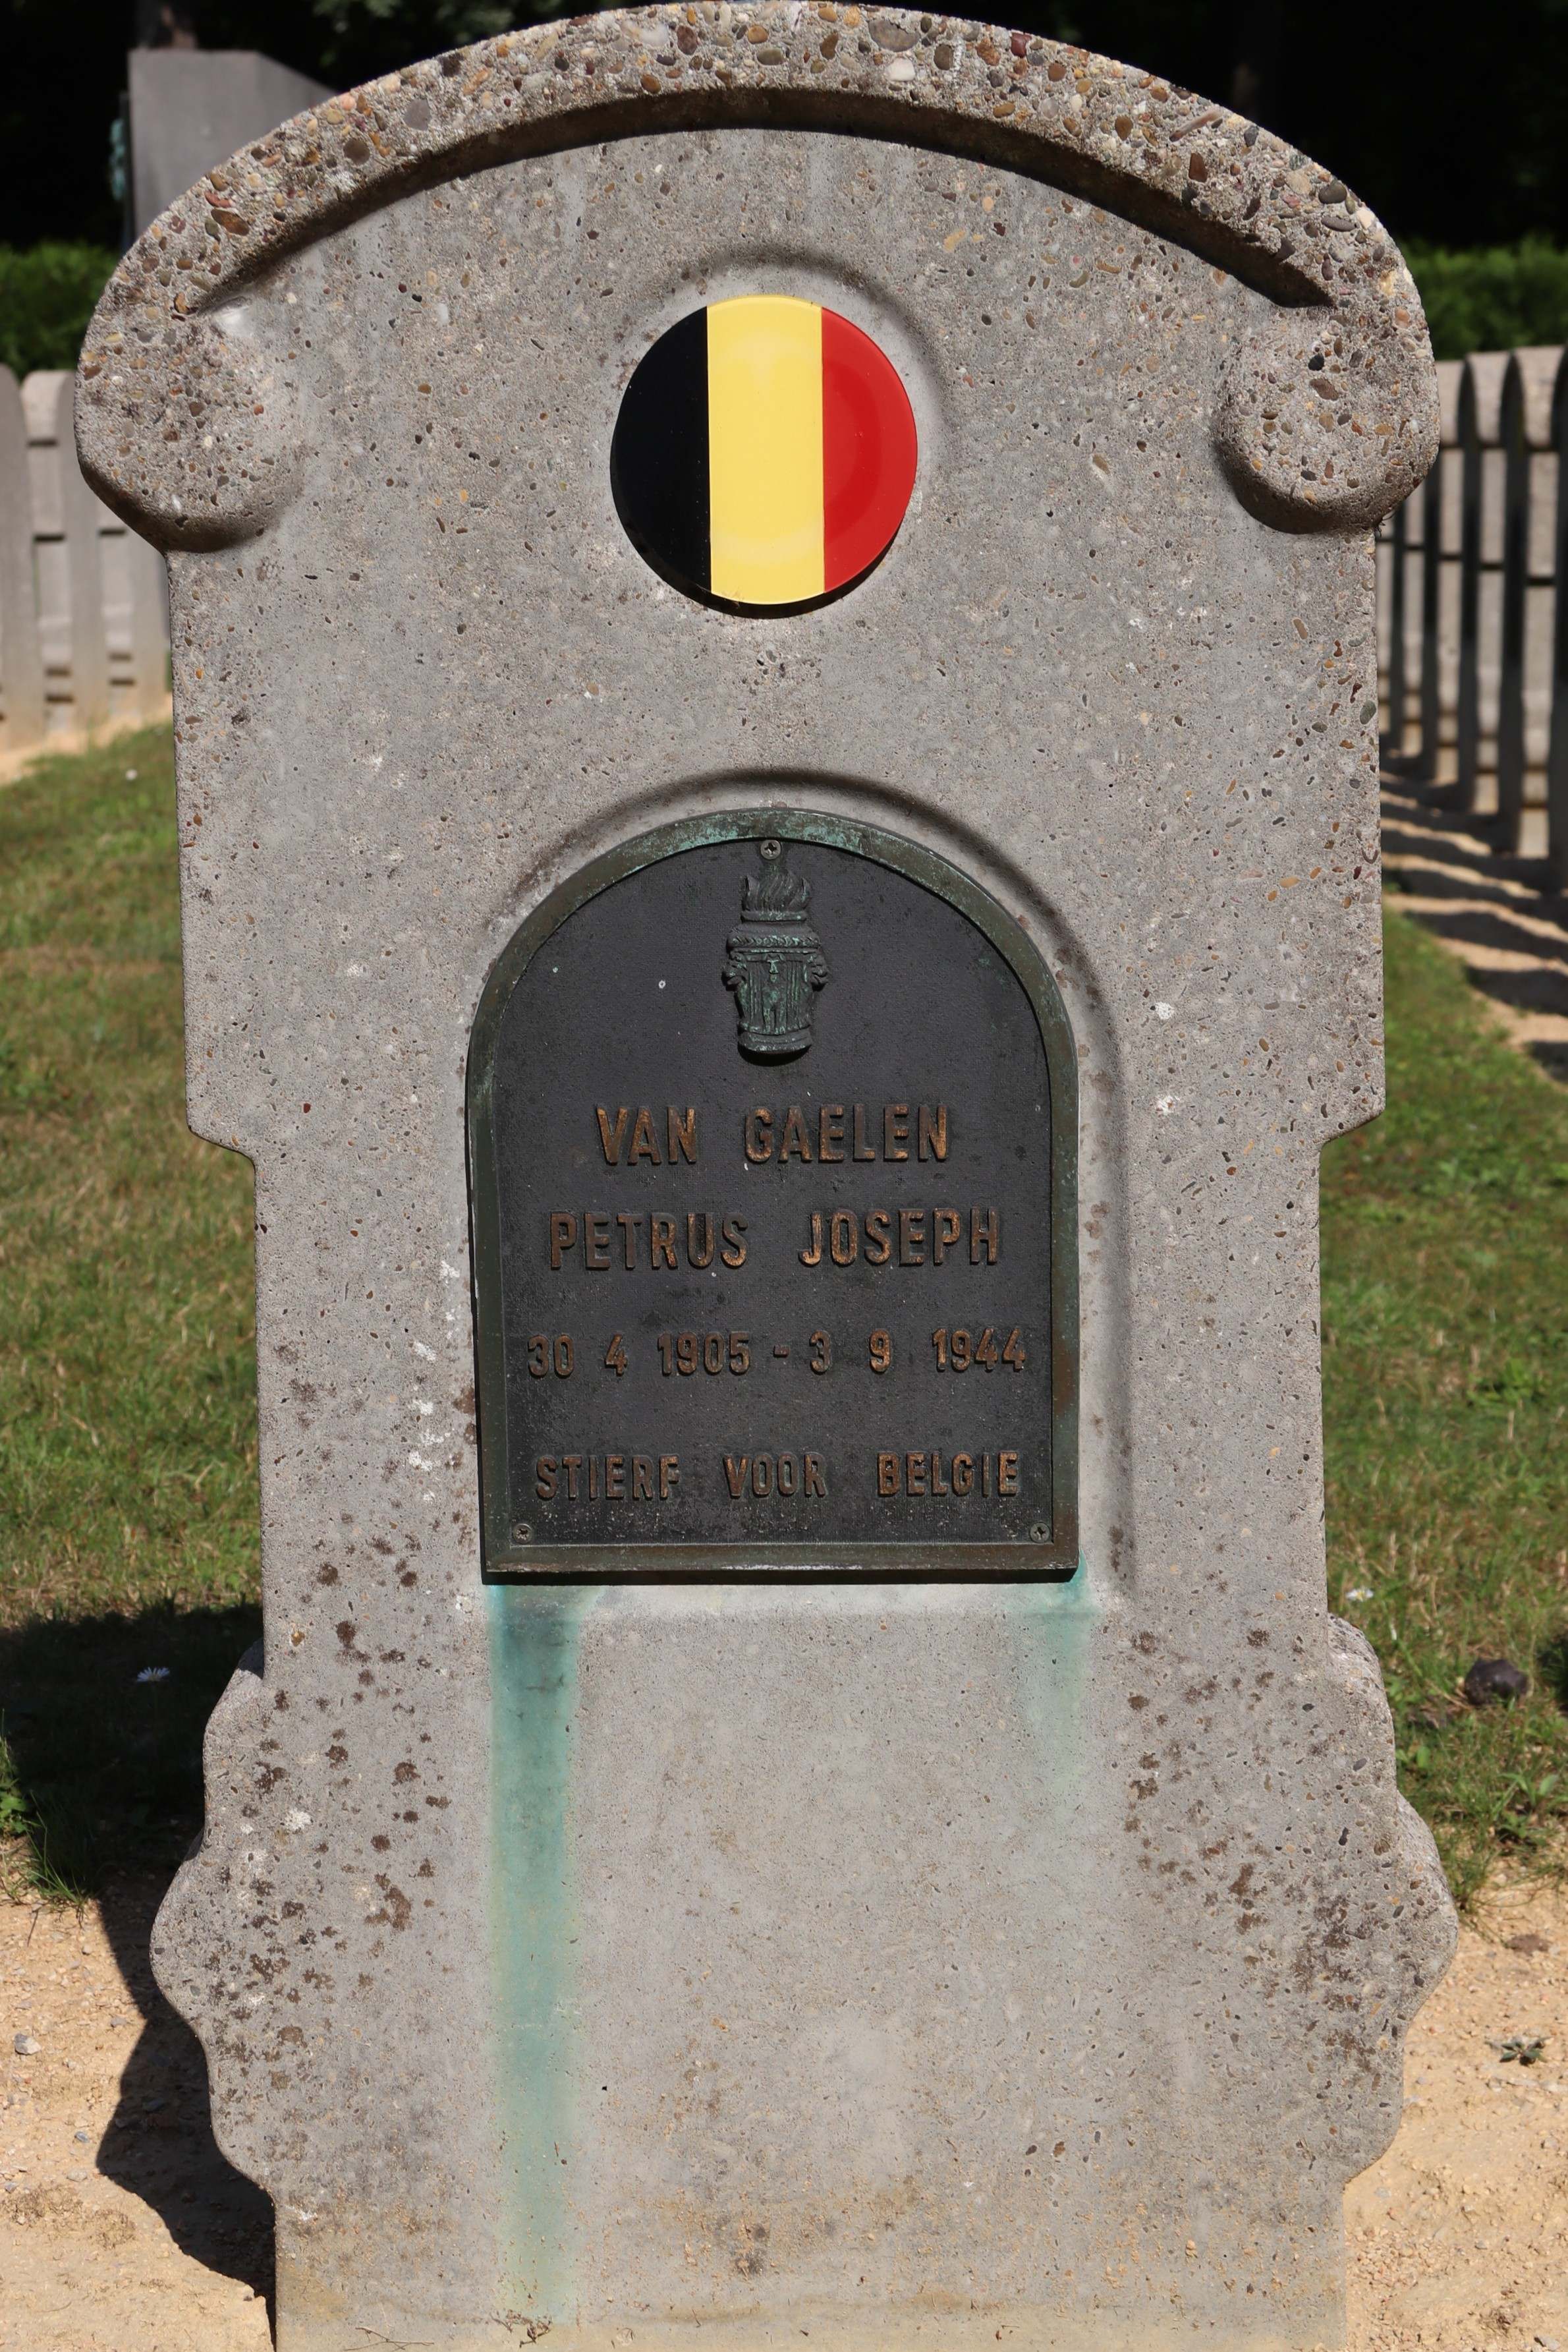 VAN GAELEN
PETRUS JOSEPH
30 4 1905 - 3 9 1944
STIERF VOOR BELGIE